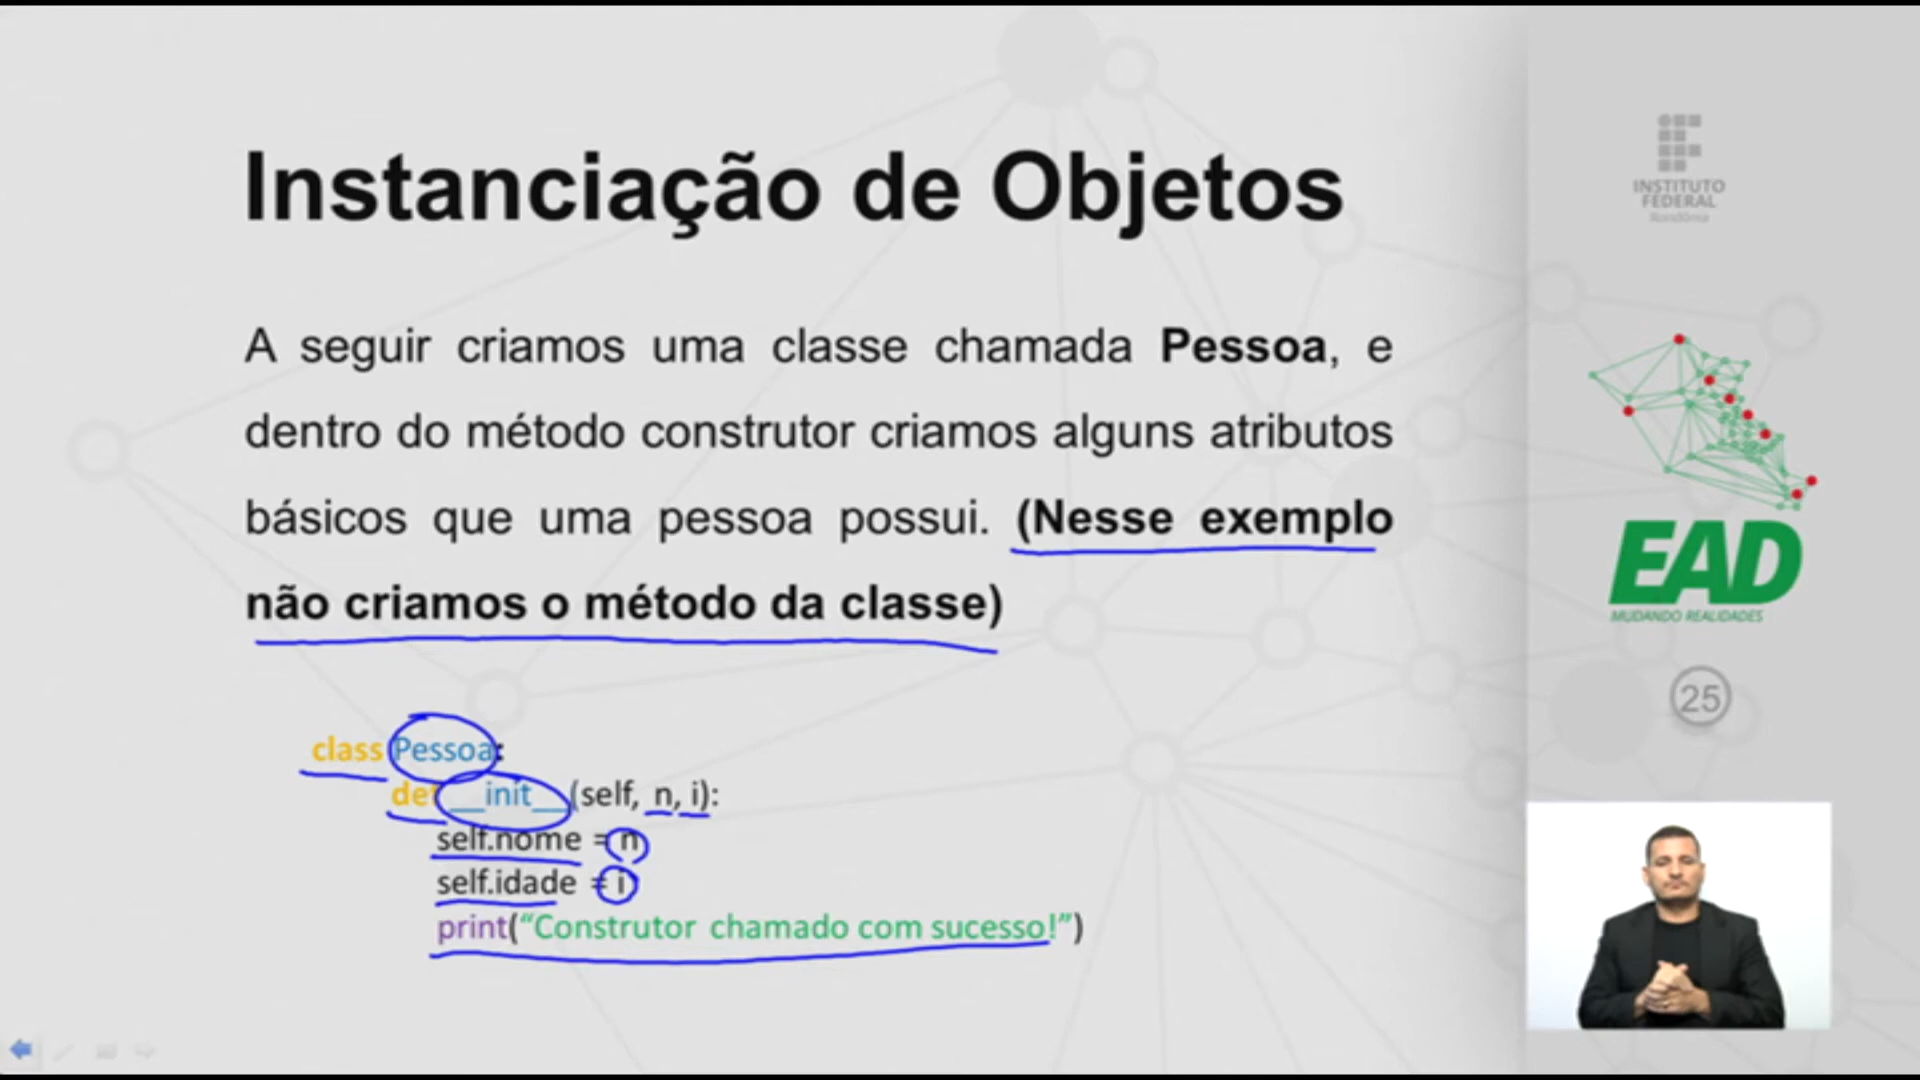 Instanciação de Objetos
A seguir criamos uma classe chamada Pessoa, e
dentro do método construtor criamos alguns atributos
básicos que uma pessoa possui. (Nesse exemplo
não criamos o método da classe)
class Pessoa:
def __init__(self, n, i):
self.nome = n
self.idade = i
print(“Construtor chamado com sucesso!”)
INSTITUTO
FEDERAL
Rondônia
EAD
MUDANDO REALIDADES
25